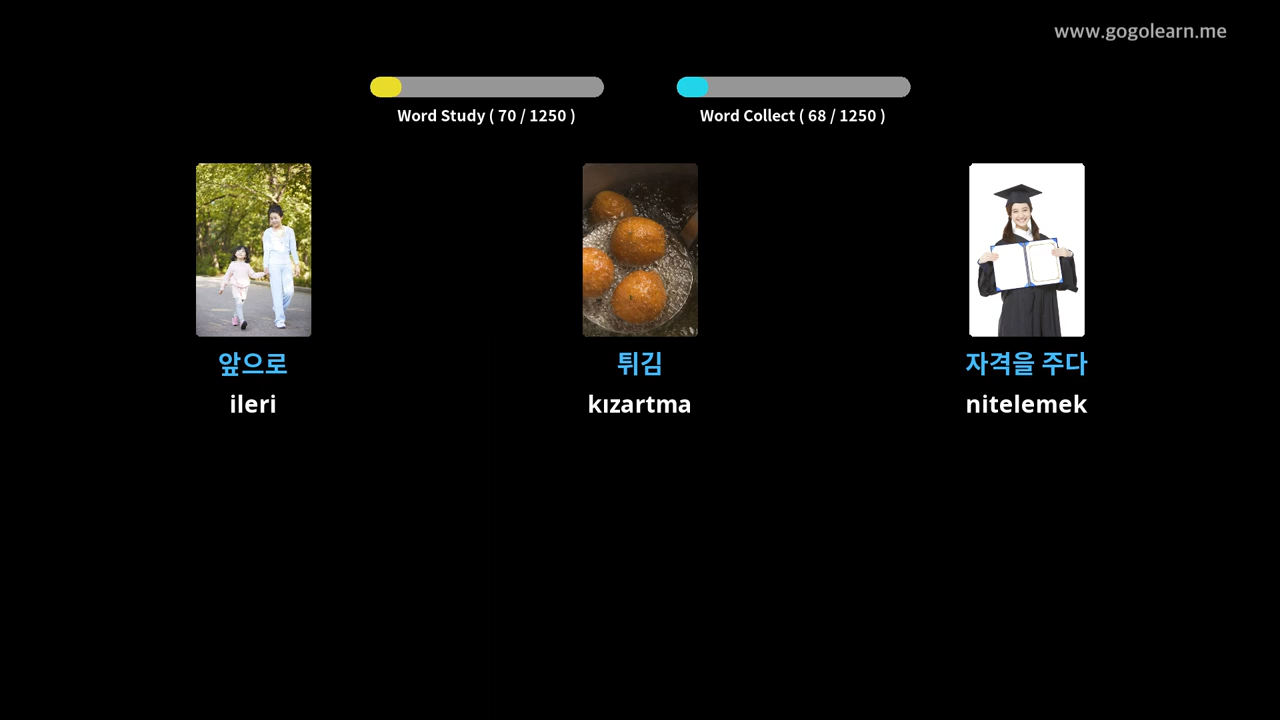 www.gogolearn.me
Word Study ( 70 / 1250 )
Word Collect ( 68 / 1250 )
앞으로
튀김
자격을 주다
ileri
kızartma
nitelemek